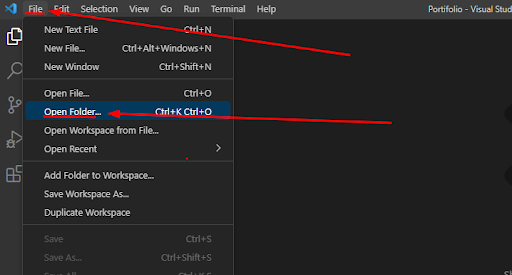 File Edit Selection View Go Run Terminal Help Portifolio - Visual Stud
New Text File Ctrl+N
New File... Ctrl+Alt+Windows+N
New Window Ctrl+Shift+N
Open File... Ctrl+O
Open Folder... Ctrl+K Ctrl+O
Open Workspace from File...
Open Recent
Add Folder to Workspace...
Save Workspace As...
Duplicate Workspace
Save Ctrl+S
Save As... Ctrl+Shift+S
Save All